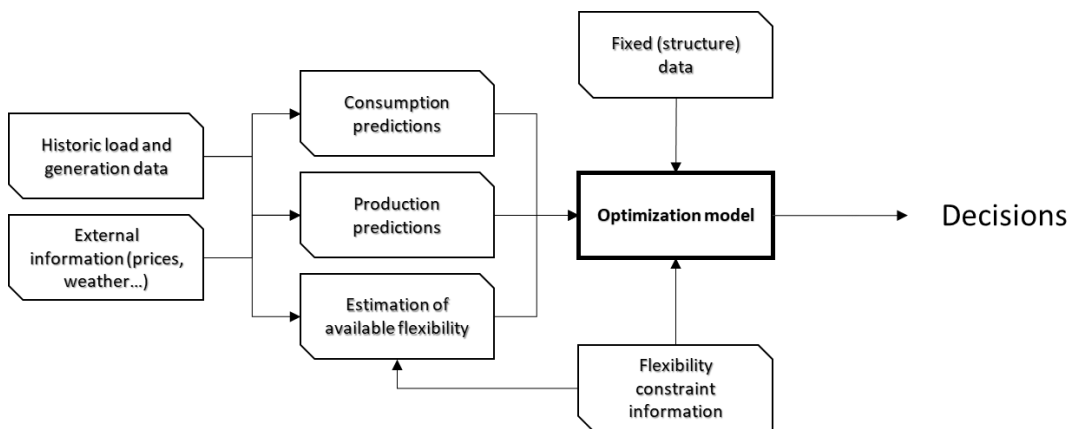 Fixed (structure)
data
Consumption
predictions
Historic load and
generation data
Production
predictions
Optimization model
Decisions
External
information (prices,
weather...)
Estimation of
available flexibility
Flexibility
constraint
information